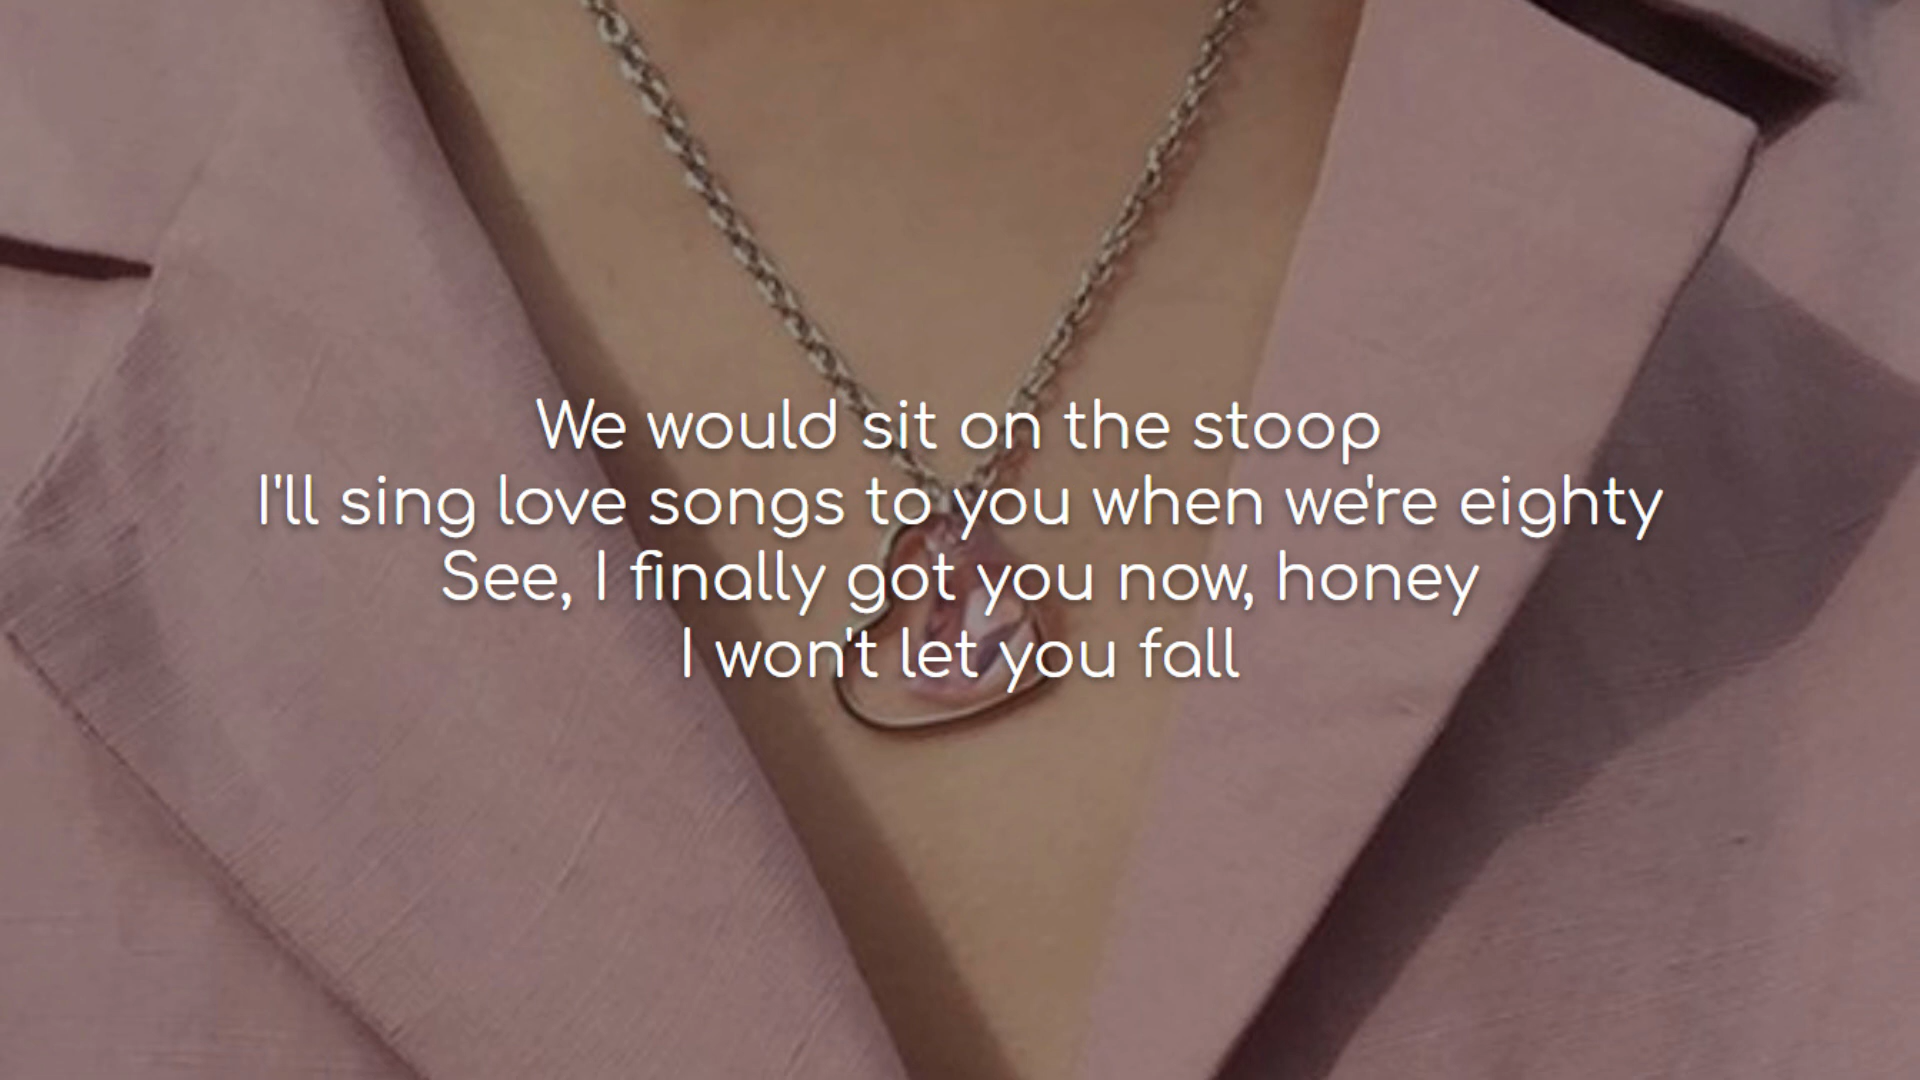 We would sit on the stoop
I'll sing love songs to you when we're eighty
See, I finally got you now, honey
I won't let you fall